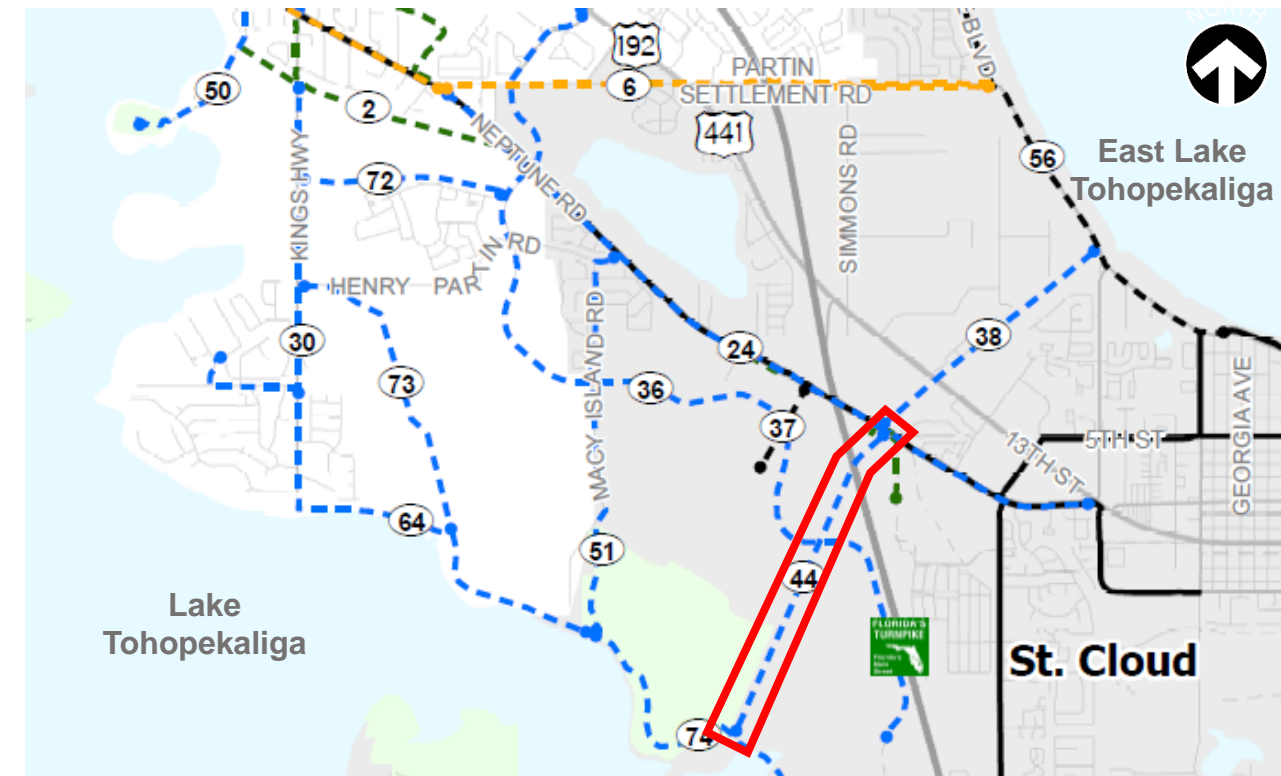 NORTH
192
E-BLVD
PARTIN
SETTLEMENT RD
6
50
2
441
NEPTUNE RD
SIMMONS RD
56
East Lake
Tohopekaliga
KINGS HWY
72
HENRY PARTIN RD
30
73
MACY-ISLAND-RD
24
38
36
37
13TH ST
5TH ST
GEORGIA AVE
64
51
44
Lake
Tohopekaliga
FLORIDA'S
TURNPIKE
St. Cloud
74